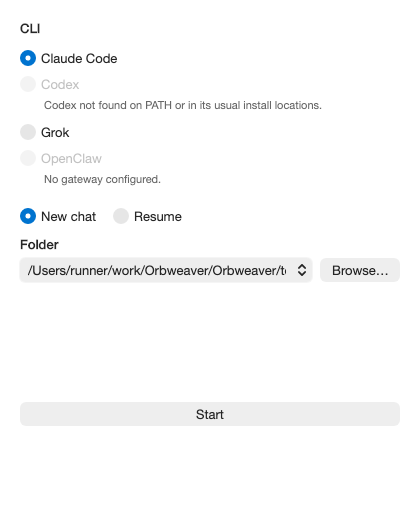 CLI
Claude Code
Codex
Codex not found on PATH or in its usual install locations.
Grok
OpenClaw
No gateway configured.
New chat Resume
Folder
/Users/runner/work/Orbweaver/Orbweaver/t Browse…
Start